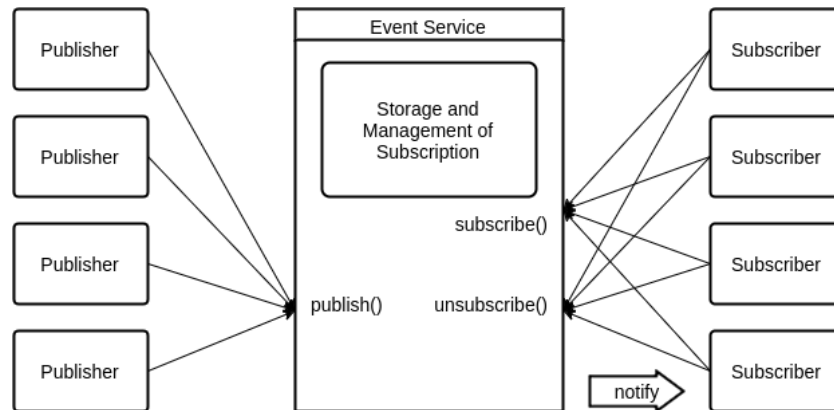 Publisher
Publisher
Publisher
Publisher
Event Service
Storage and
Management of
Subscription
subscribe()
publish()
unsubscribe()
notify
Subscriber
Subscriber
Subscriber
Subscriber